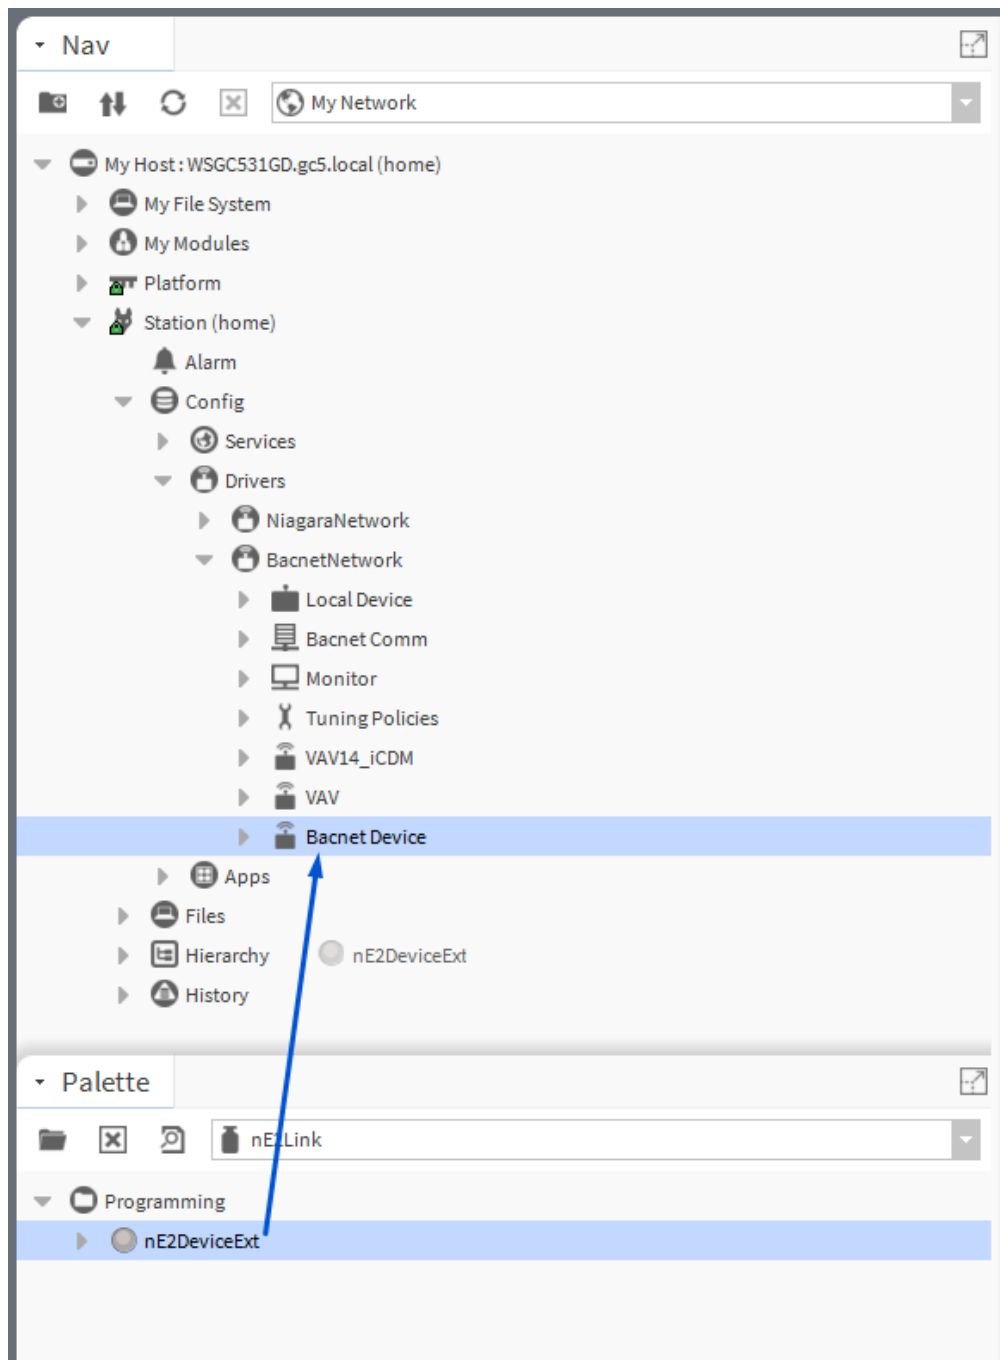 Nav
My Network
My Host : WSGC531GD.gc5.local (home)
My File System
My Modules
Platform
Station (home)
Alarm
Config
Services
Drivers
NiagaraNetwork
BacnetNetwork
Local Device
Bacnet Comm
Monitor
Tuning Policies
VAV14_iCDM
VAV
Bacnet Device
Apps
Files
Hierarchy nE2DeviceExt
History
Palette
nE2Link
Programming
nE2DeviceExt